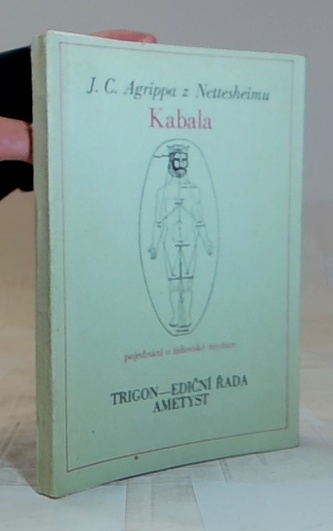 J. C. Agrippa z Nettesheimu
Kabala
pojednání o židovské mystice
TRIGON—EDIČNÍ ŘADA
AMETYST